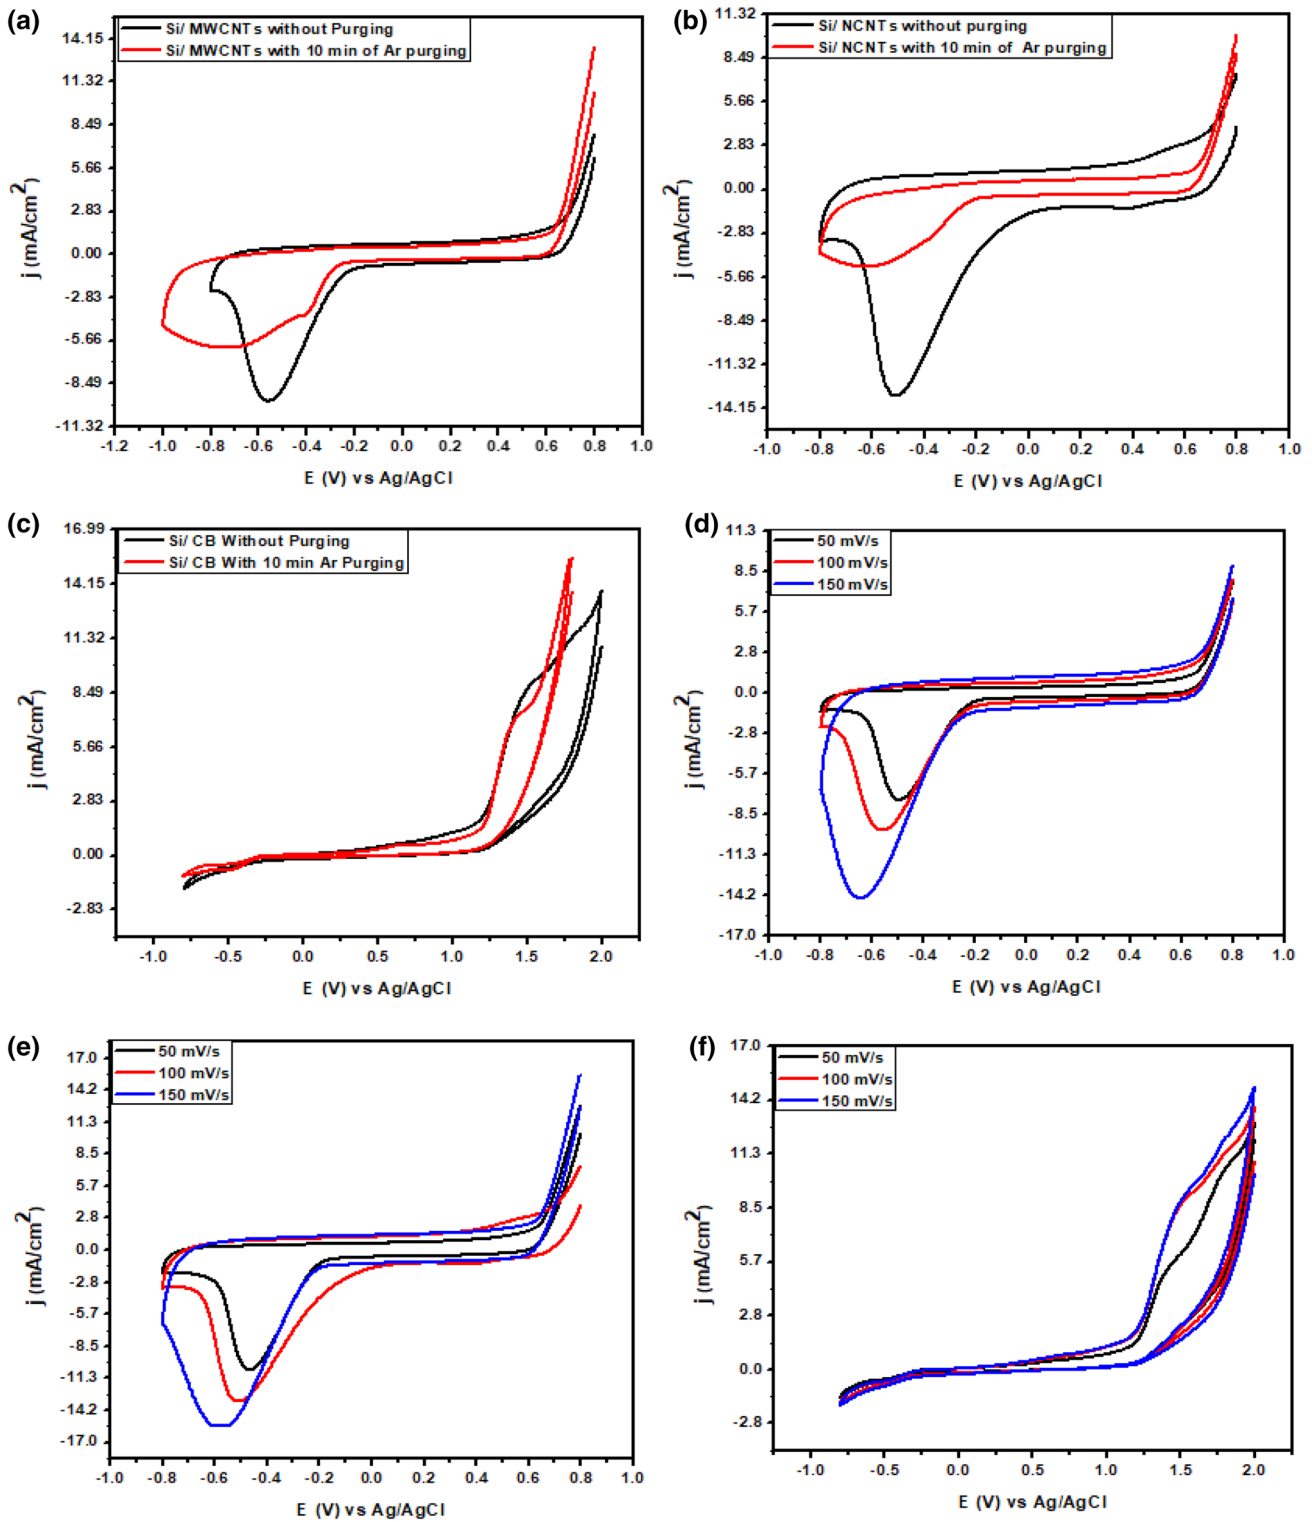 (a)
Si/ MWCNTs without Purging
Si/ MWCNTs with 10 min of Ar purging
14.15
11.32
8.49
5.66
2.83
0.00
-2.83
-5.66
-8.49
-11.32
-1.2 -1.0 -0.8 -0.6 -0.4 -0.2 0.0 0.2 0.4 0.6 0.8 1.0
j (mA/cm²)
E (V) vs Ag/AgCl
(b)
Si/ NCNTs without purging
Si/ NCNTs with 10 min of Ar purging
11.32
8.49
5.66
2.83
0.00
-2.83
-5.66
-8.49
-11.32
-14.15
-1.0 -0.8 -0.6 -0.4 -0.2 0.0 0.2 0.4 0.6 0.8 1.0
j (mA/cm²)
E (V) vs Ag/AgCl
(c)
Si/ CB Without Purging
Si/ CB With 10 min Ar Purging
16.99
14.15
11.32
8.49
5.66
2.83
0.00
-2.83
-1.0 -0.5 0.0 0.5 1.0 1.5 2.0
j (mA/cm²)
E (V) vs Ag/AgCl
(d)
50 mV/s
100 mV/s
150 mV/s
11.3
8.5
5.7
2.8
0.0
-2.8
-5.7
-8.5
-11.3
-14.2
-17.0
-1.0 -0.8 -0.6 -0.4 -0.2 0.0 0.2 0.4 0.6 0.8 1.0
j (mA/cm²)
E (V) vs Ag/AgCl
(e)
50 mV/s
100 mV/s
150 mV/s
17.0
14.2
11.3
8.5
5.7
2.8
0.0
-2.8
-5.7
-8.5
-11.3
-14.2
-17.0
-1.0 -0.8 -0.6 -0.4 -0.2 0.0 0.2 0.4 0.6 0.8 1.0
j (mA/cm²)
E (V) vs Ag/AgCl
(f)
50 mV/s
100 mV/s
150 mV/s
17.0
14.2
11.3
8.5
5.7
2.8
0.0
-2.8
-1.0 -0.5 0.0 0.5 1.0 1.5 2.0
j (mA/cm²)
E (V) vs Ag/AgCl